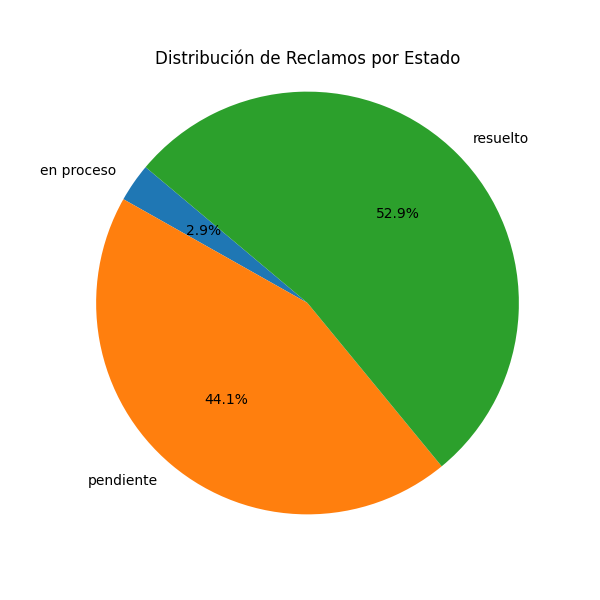 Distribución de Reclamos por Estado
resuelto
en proceso
52.9%
2.9%
44.1%
pendiente